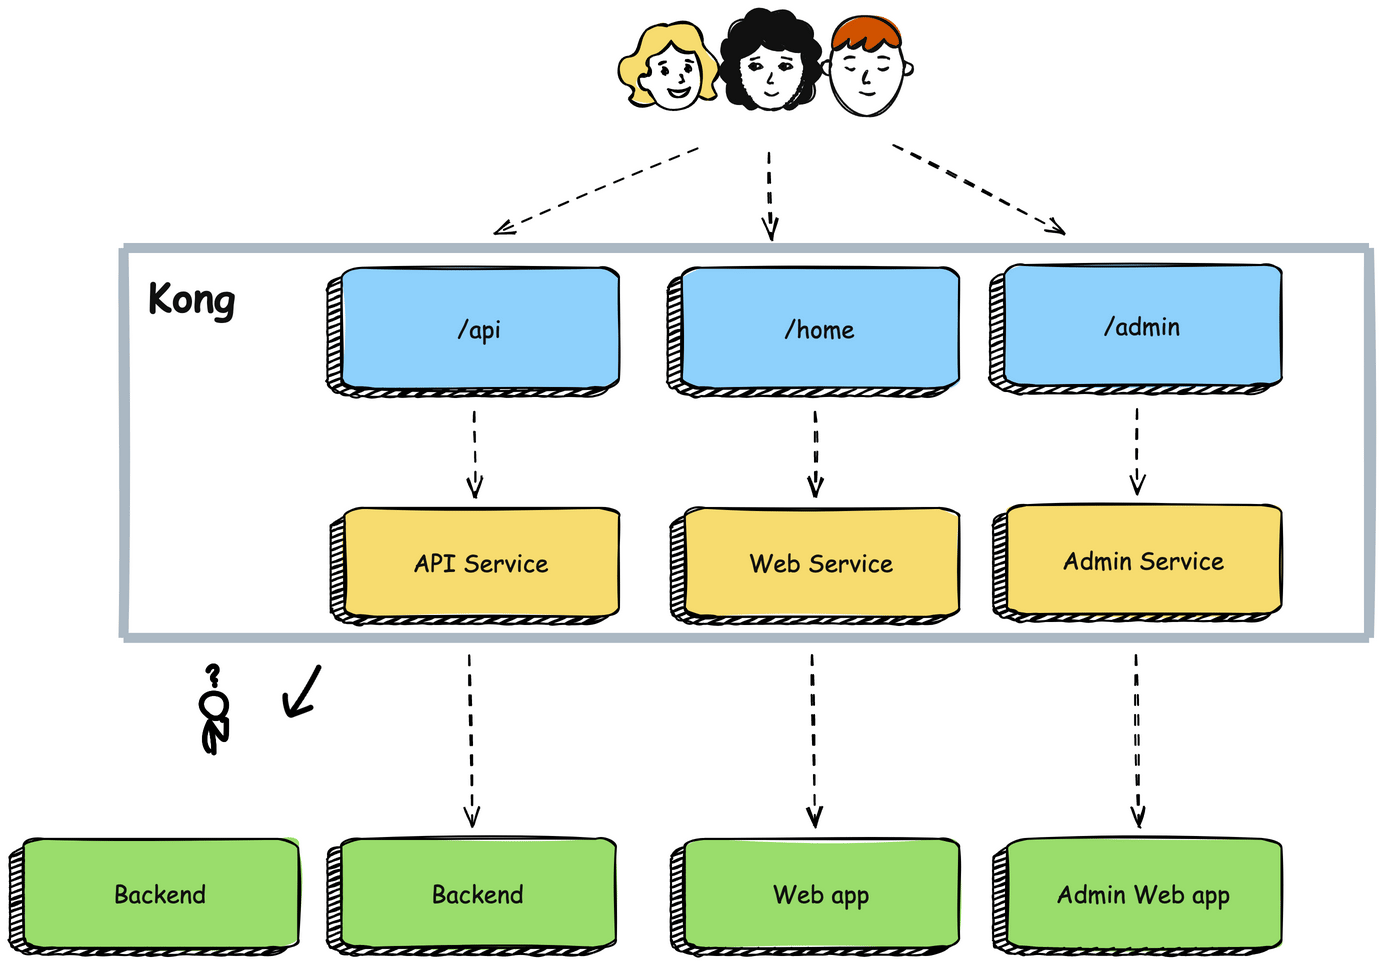 Kong
/api
/home
/admin
API Service
Web Service
Admin Service
?
Backend
Backend
Web app
Admin Web app